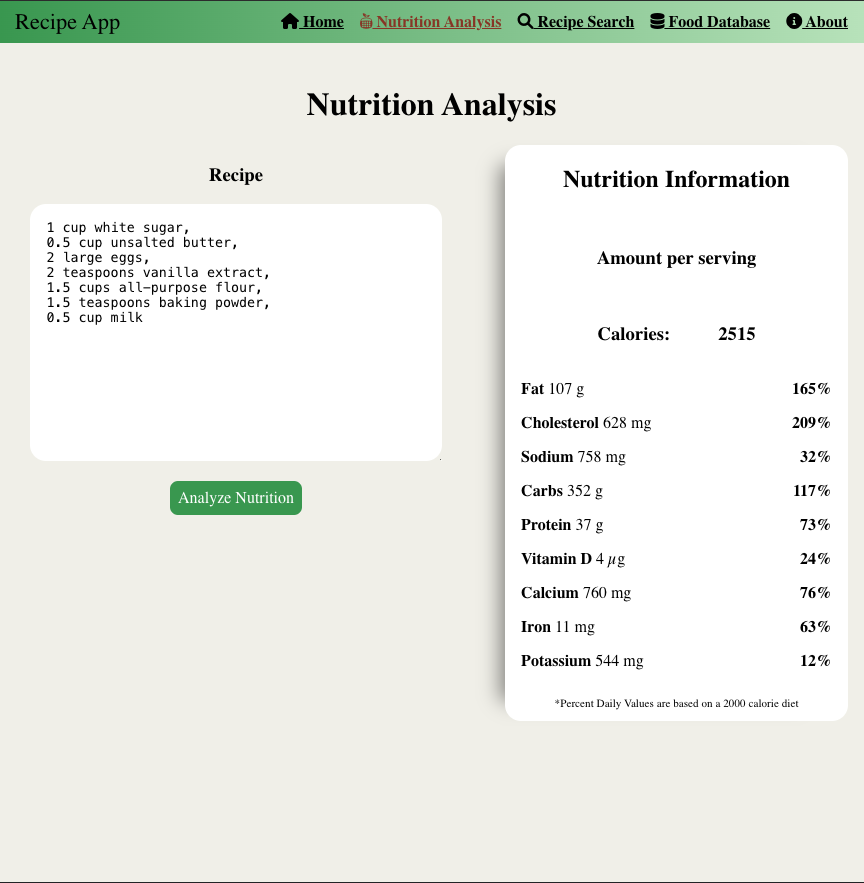 Recipe App
Home
Nutrition Analysis
Recipe Search
Food Database
About
Nutrition Analysis
Recipe
1 cup white sugar,
0.5 cup unsalted butter,
2 large eggs,
2 teaspoons vanilla extract,
1.5 cups all-purpose flour,
1.5 teaspoons baking powder,
0.5 cup milk
Analyze Nutrition
Nutrition Information
Amount per serving
Calories: 2515
Fat 107 g 165%
Cholesterol 628 mg 209%
Sodium 758 mg 32%
Carbs 352 g 117%
Protein 37 g 73%
Vitamin D 4 µg 24%
Calcium 760 mg 76%
Iron 11 mg 63%
Potassium 544 mg 12%
*Percent Daily Values are based on a 2000 calorie diet